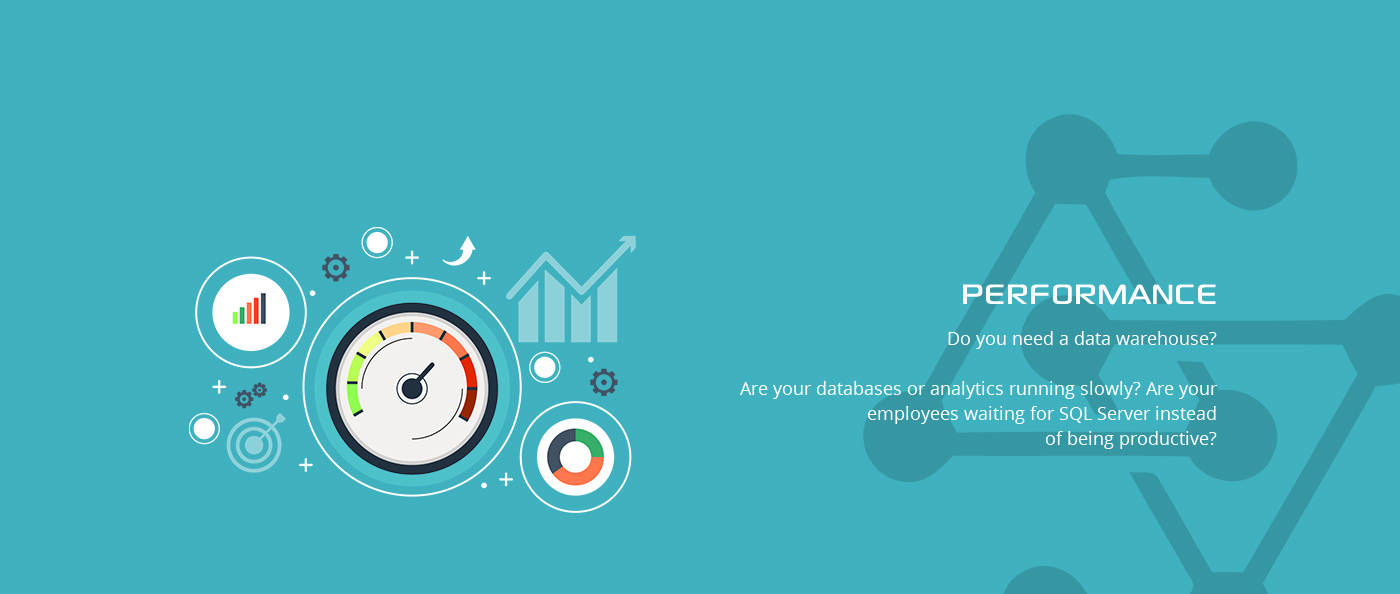 PERFORMANCE
Do you need a data warehouse?
Are your databases or analytics running slowly? Are your
employees waiting for SQL Server instead
of being productive?